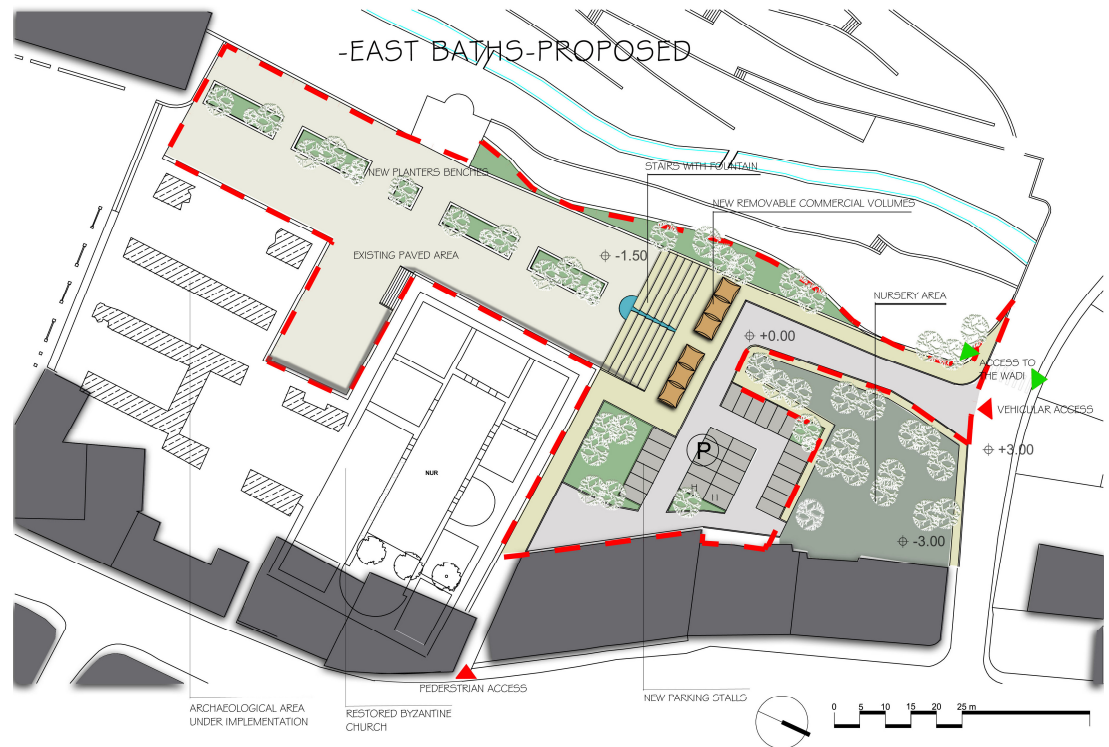 -EAST BATHS-PROPOSED
STAIRS WITH FOUNTAIN
NEW PLANTERS BENCHES
NEW REMOVABLE COMMERCIAL VOLUMES
EXISTING PAVED AREA
-1.50
NURSERY AREA
+0.00
ACCESS TO
THE WADI
VEHICULAR ACCESS
+3.00
P
NUR
H
-3.00
PEDERSTRIAN ACCESS
NEW PARKING STALLS
ARCHAEOLOGICAL AREA
UNDER IMPLEMENTATION
RESTORED BYZANTINE
CHURCH
0 5 10 15 20 25 m